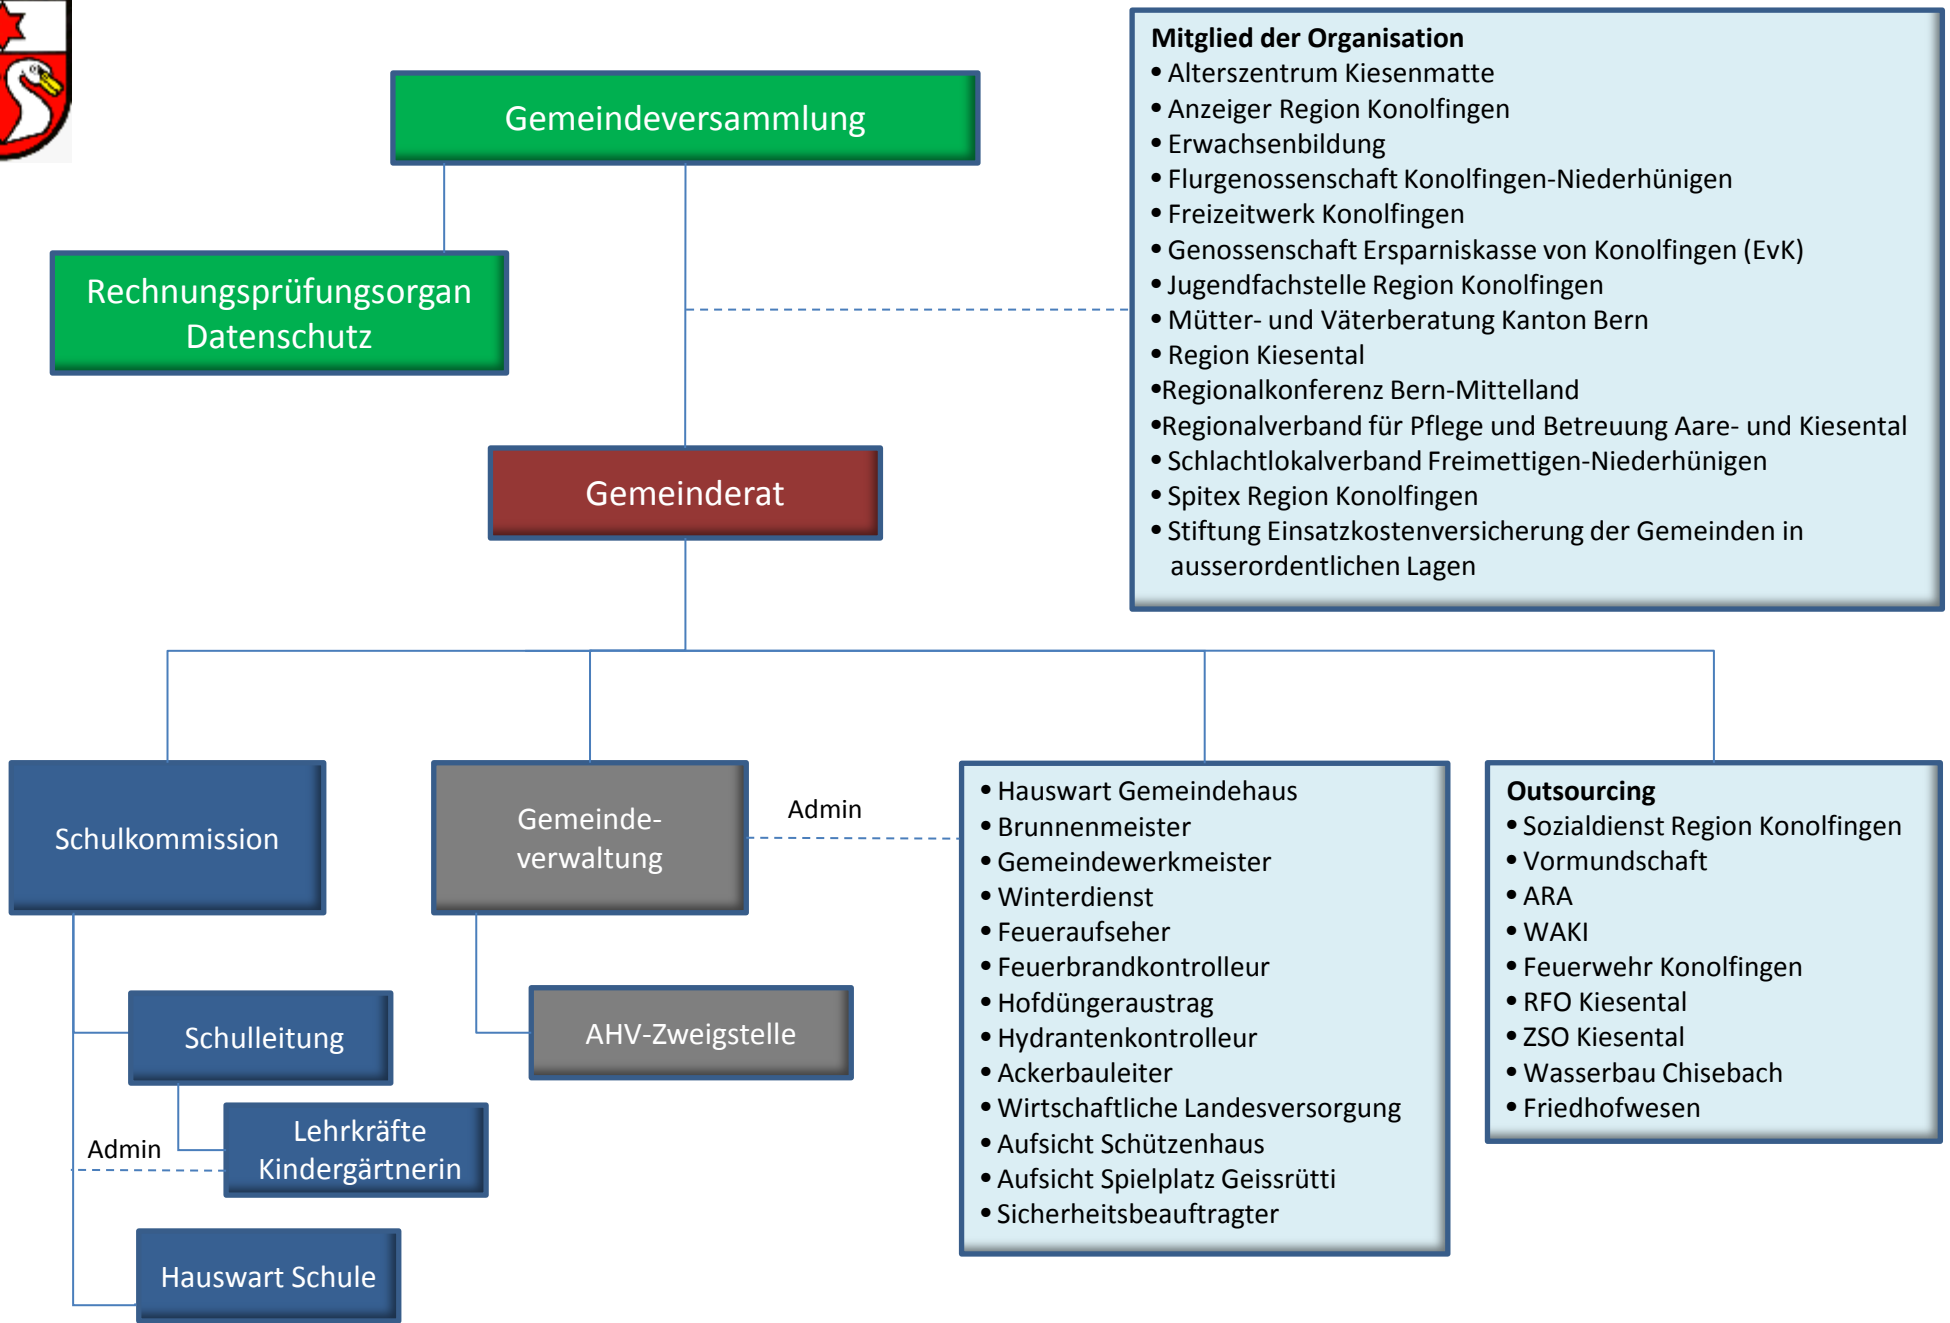 Gemeindeversammlung
Rechnungsprüfungsorgan
Datenschutz
Mitglied der Organisation
• Alterszentrum Kiesenmatte
• Anzeiger Region Konolfingen
• Erwachsenbildung
• Flurgenossenschaft Konolfingen-Niederhünigen
• Freizeitwerk Konolfingen
• Genossenschaft Ersparniskasse von Konolfingen (EvK)
• Jugendfachstelle Region Konolfingen
• Mütter- und Väterberatung Kanton Bern
• Region Kiesental
•Regionalkonferenz Bern-Mittelland
•Regionalverband für Pflege und Betreuung Aare- und Kiesental
• Schlachtlokalverband Freimettigen-Niederhünigen
• Spitex Region Konolfingen
• Stiftung Einsatzkostenversicherung der Gemeinden in
ausserordentlichen Lagen
Gemeinderat
Schulkommission
Schulleitung
Lehrkräfte
Kindergärtnerin
Admin
Hauswart Schule
Gemeinde-
verwaltung
AHV-Zweigstelle
Admin
• Hauswart Gemeindehaus
• Brunnenmeister
• Gemeindewerkmeister
• Winterdienst
• Feueraufseher
• Feuerbrandkontrolleur
• Hofdüngeraustrag
• Hydrantenkontrolleur
• Ackerbauleiter
• Wirtschaftliche Landesversorgung
• Aufsicht Schützenhaus
• Aufsicht Spielplatz Geissrütti
• Sicherheitsbeauftragter
Outsourcing
• Sozialdienst Region Konolfingen
• Vormundschaft
• ARA
• WAKI
• Feuerwehr Konolfingen
• RFO Kiesental
• ZSO Kiesental
• Wasserbau Chisebach
• Friedhofwesen